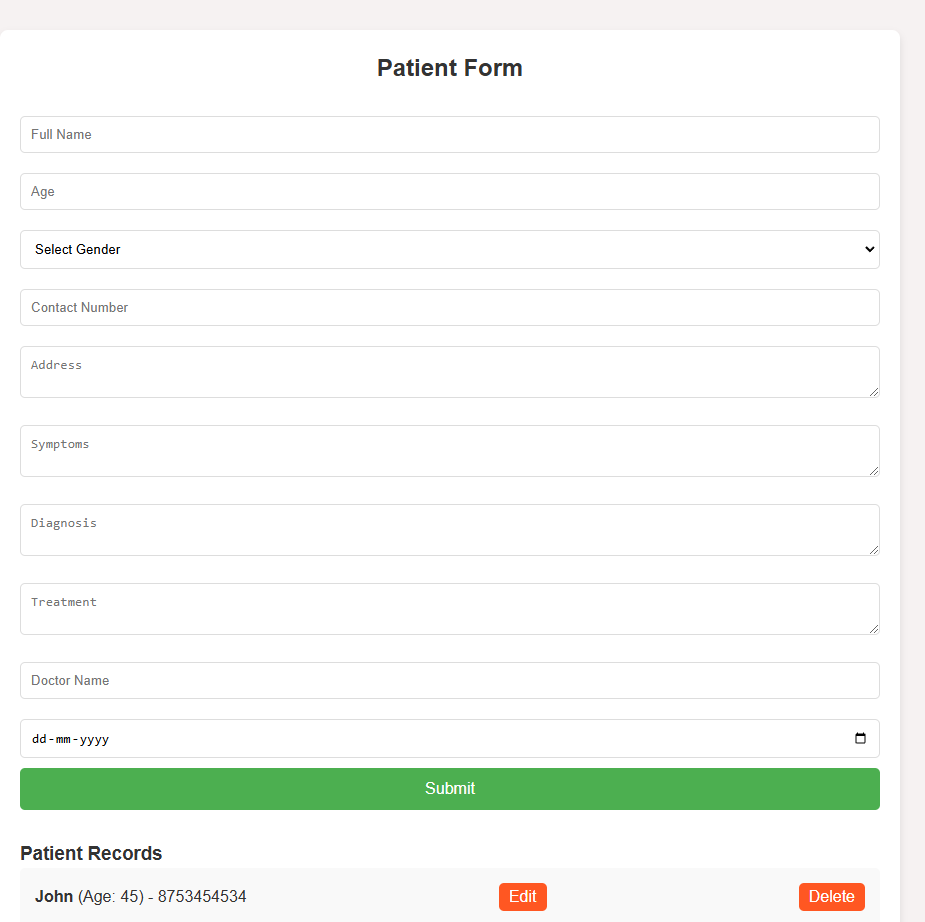 Patient Form
Full Name
Age
Select Gender
Contact Number
Address
Symptoms
Diagnosis
Treatment
Doctor Name
dd-mm-yyyy
Submit
Patient Records
John (Age: 45) - 8753454534 Edit Delete